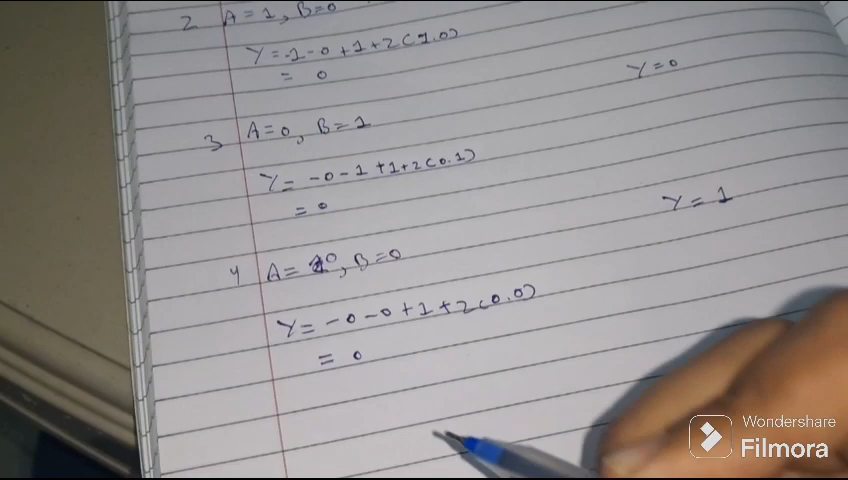 2 A = 1, B = 0
Y = -1 - 0 + 1 + 2(1.0)
= 0
Y = 0
3 A = 0, B = 1
Y = -0 - 1 + 1 + 2(0.1)
= 0
Y = 1
4 A = 0, B = 0
Y = -0 - 0 + 1 + 2(0.0)
= 0
Wondershare
Filmora